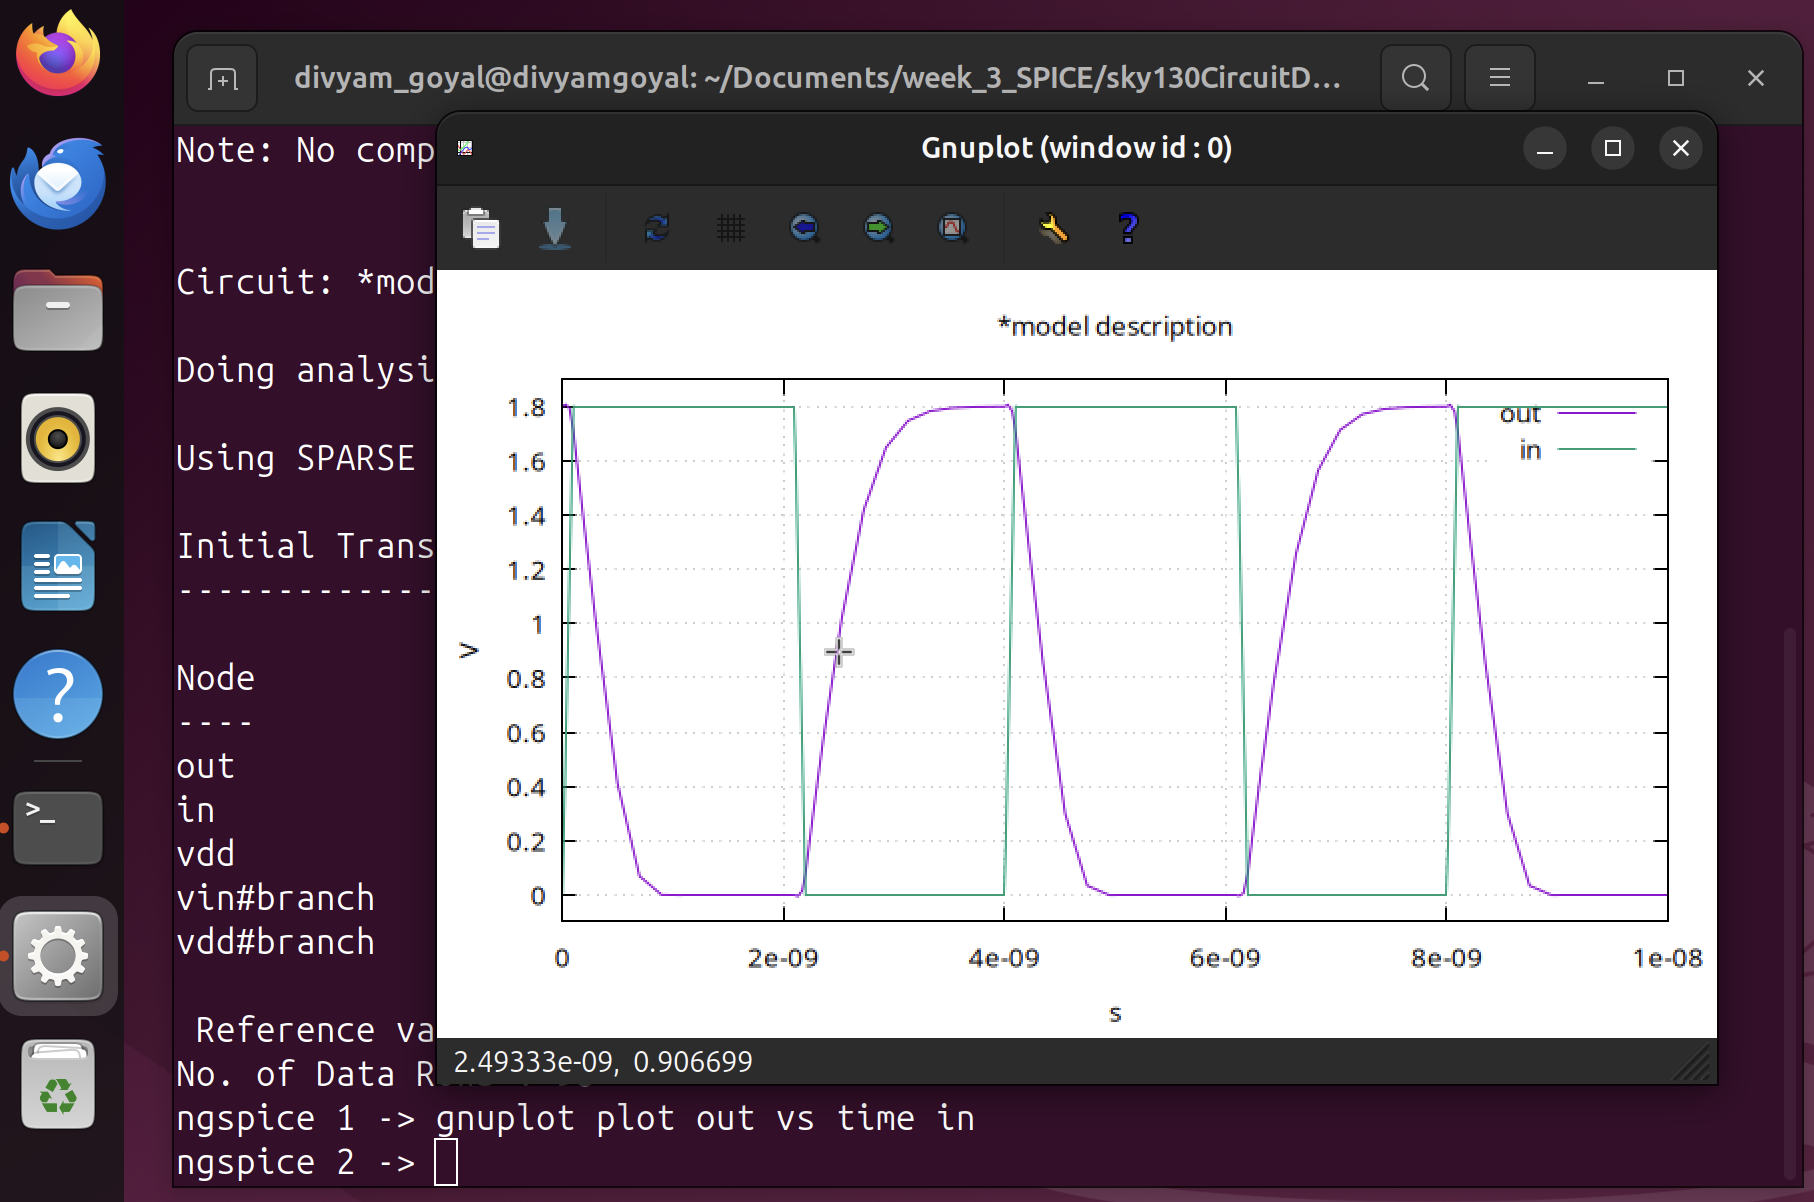 divyam_goyal@divyamgoyal: ~/Documents/week_3_SPICE/sky130CircuitD...
Note: No comp
Circuit: *mod
Doing analysi
Using SPARSE
Initial Trans
-------------
Node
----
out
in
vdd
vin#branch
vdd#branch
Reference va
No. of Data R
ngspice 1 -> gnuplot plot out vs time in
ngspice 2 ->
Gnuplot (window id : 0)
*model description
out
in
1.8
1.6
1.4
1.2
1
0.8
0.6
0.4
0.2
0
V
0 2e-09 4e-09 6e-09 8e-09 1e-08
s
2.49333e-09, 0.906699